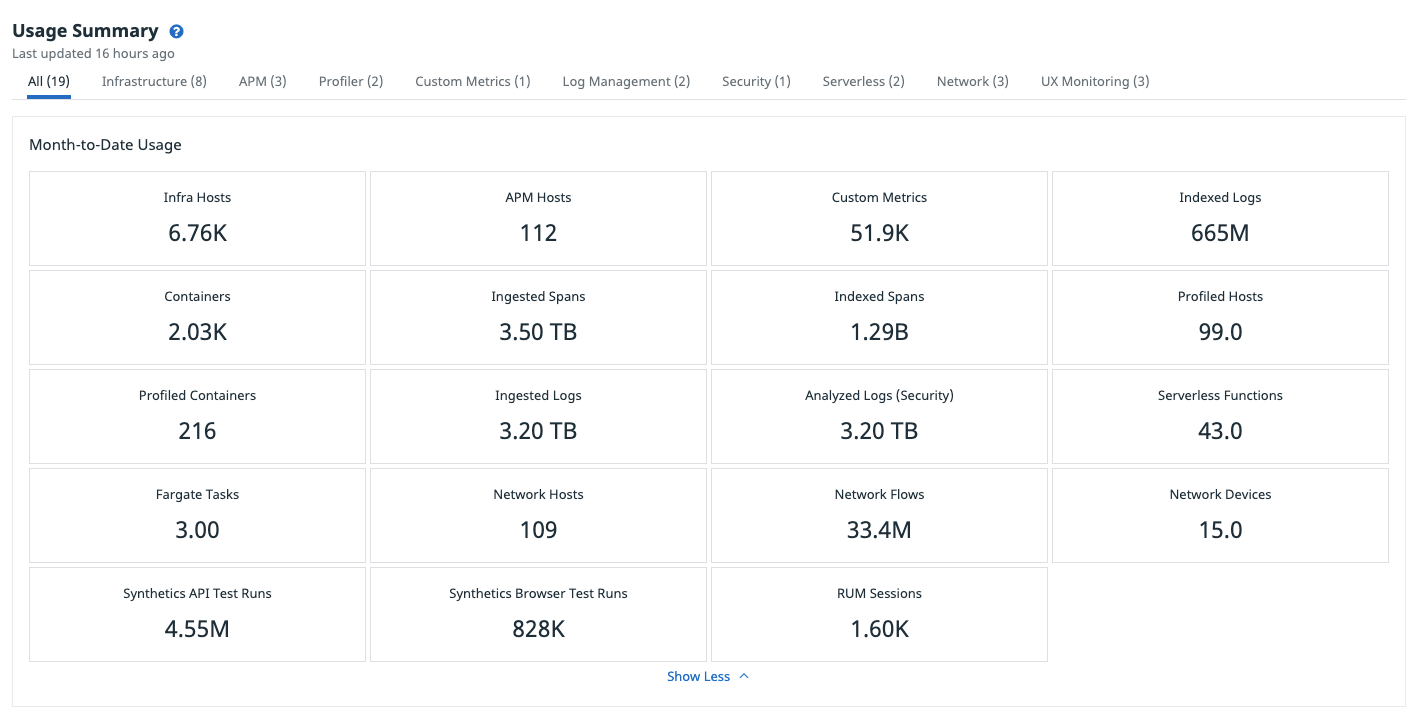 Usage Summary
Last updated 16 hours ago
All (19) Infrastructure (8) APM (3) Profiler (2) Custom Metrics (1) Log Management (2) Security (1) Serverless (2) Network (3) UX Monitoring (3)
Month-to-Date Usage
Infra Hosts APM Hosts Custom Metrics Indexed Logs
6.76K 112 51.9K 665M
Containers Ingested Spans Indexed Spans Profiled Hosts
2.03K 3.50 TB 1.29B 99.0
Profiled Containers Ingested Logs Analyzed Logs (Security) Serverless Functions
216 3.20 TB 3.20 TB 43.0
Fargate Tasks Network Hosts Network Flows Network Devices
3.00 109 33.4M 15.0
Synthetics API Test Runs Synthetics Browser Test Runs RUM Sessions
4.55M 828K 1.60K
Show Less